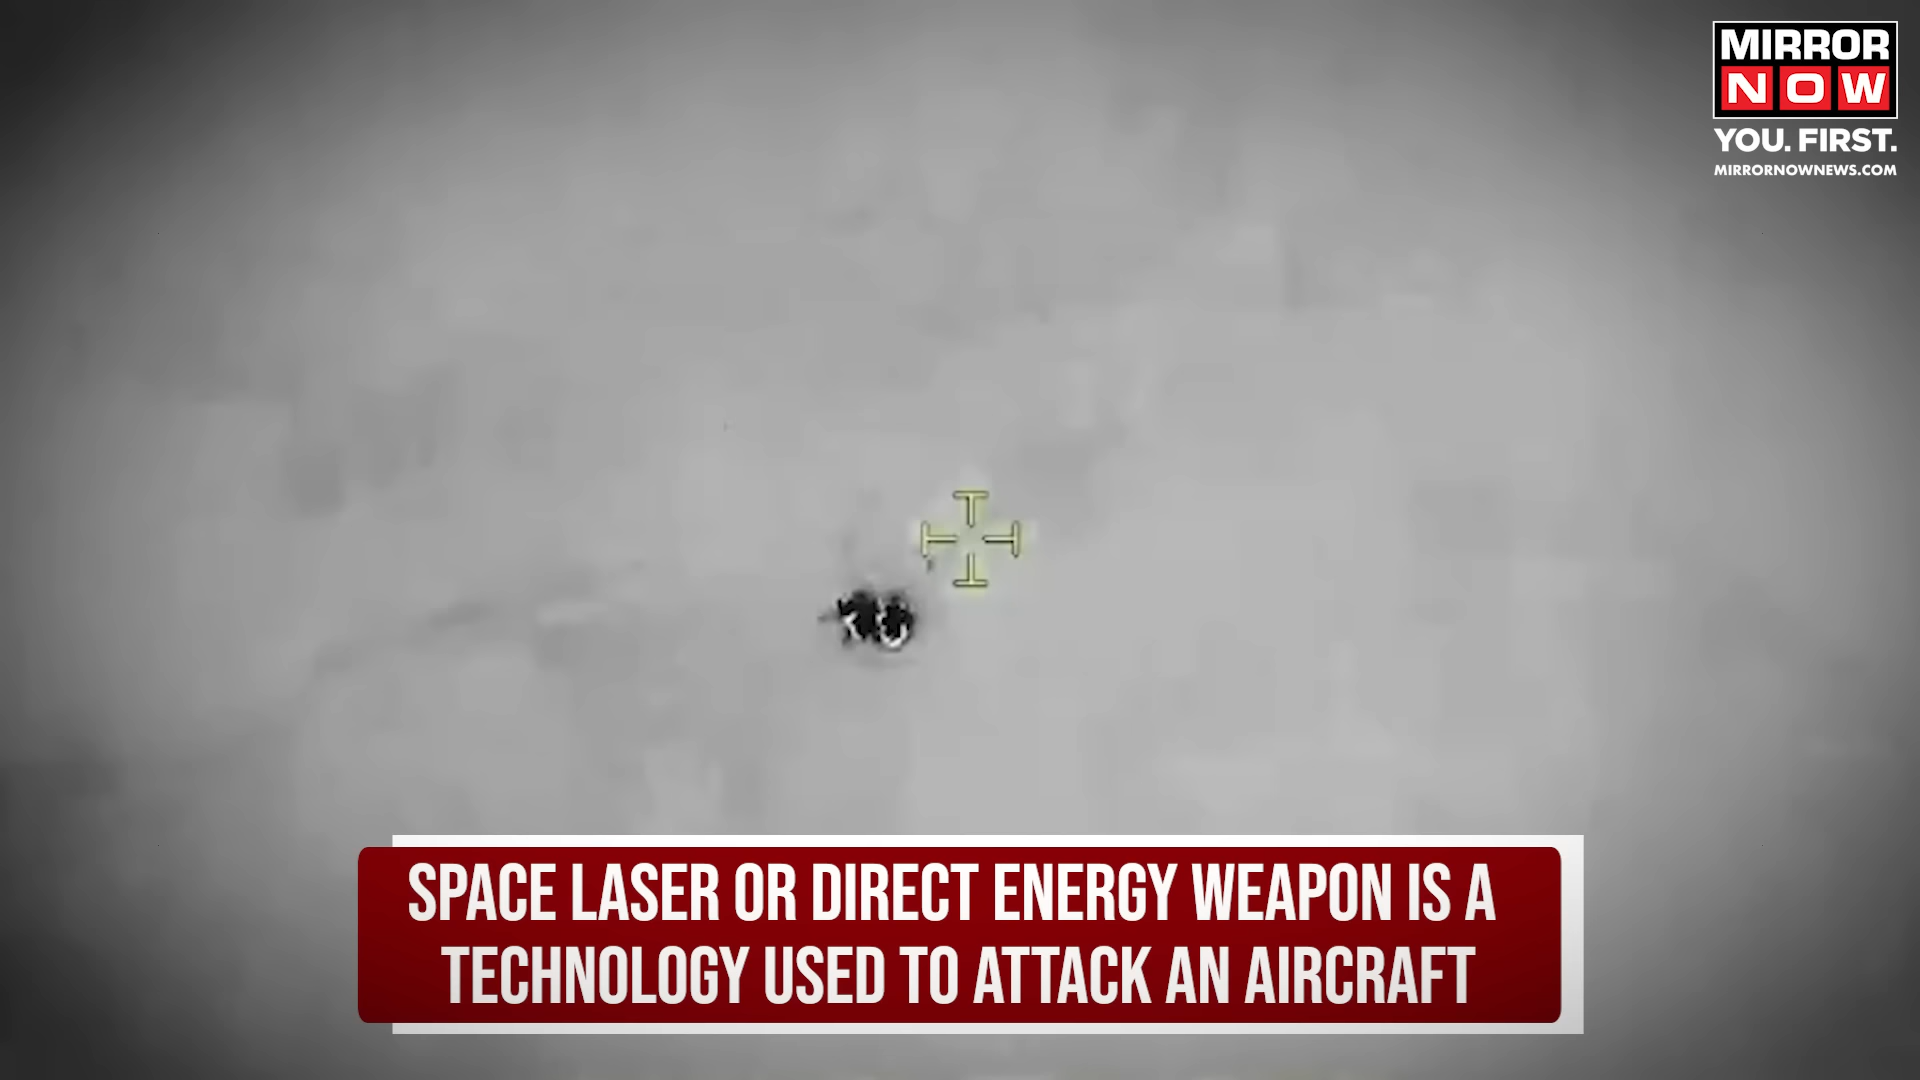 MIRROR
NOW
YOU. FIRST.
MIRRORNOWNEWS.COM
SPACE LASER OR DIRECT ENERGY WEAPON IS A
TECHNOLOGY USED TO ATTACK AN AIRCRAFT